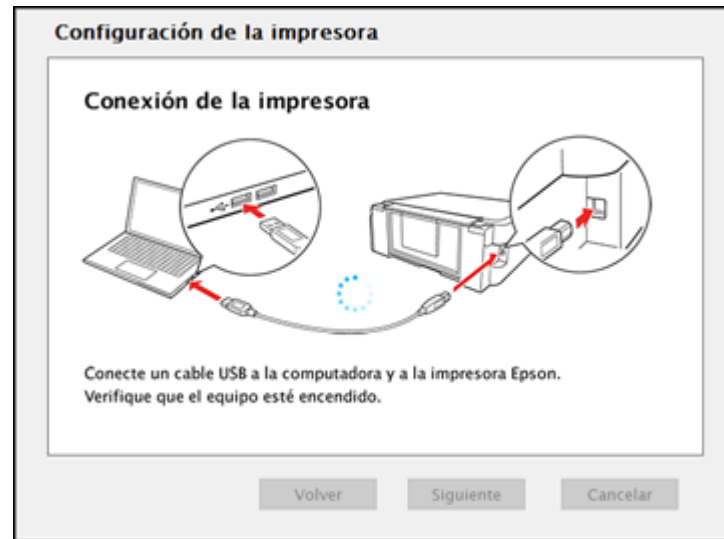 Configuración de la impresora
Conexión de la impresora
Conecte un cable USB a la computadora y a la impresora Epson.
Verifique que el equipo esté encendido.
Volver
Siguiente
Cancelar